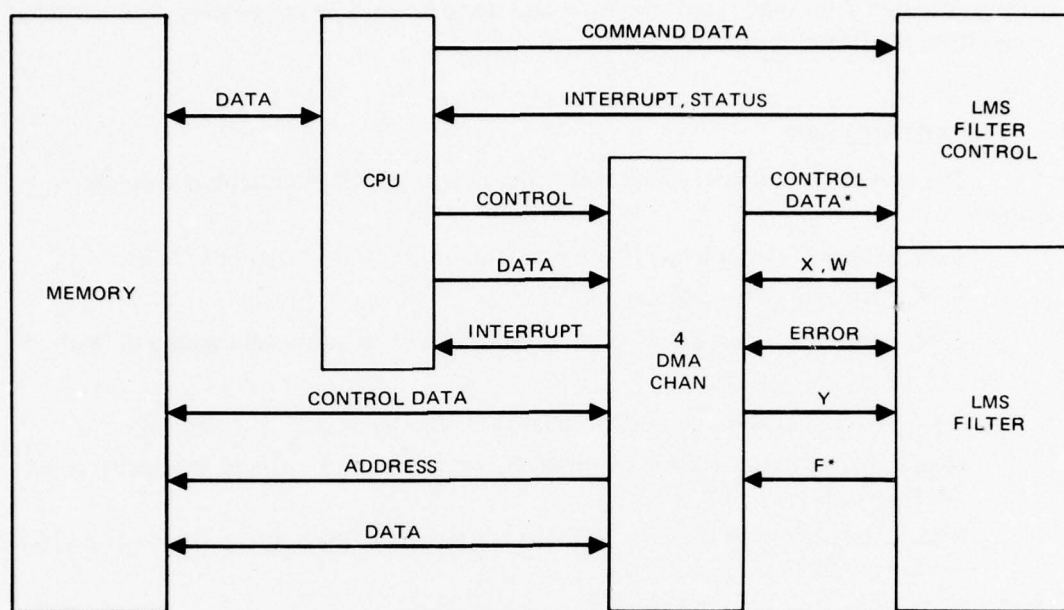 COMMAND DATA
DATA
INTERRUPT, STATUS
LMS
FILTER
CONTROL
CPU
CONTROL
CONTROL
DATA*
DATA
X , W
MEMORY
INTERRUPT
4
DMA
CHAN
ERROR
CONTROL DATA
Y
LMS
FILTER
ADDRESS
F*
DATA